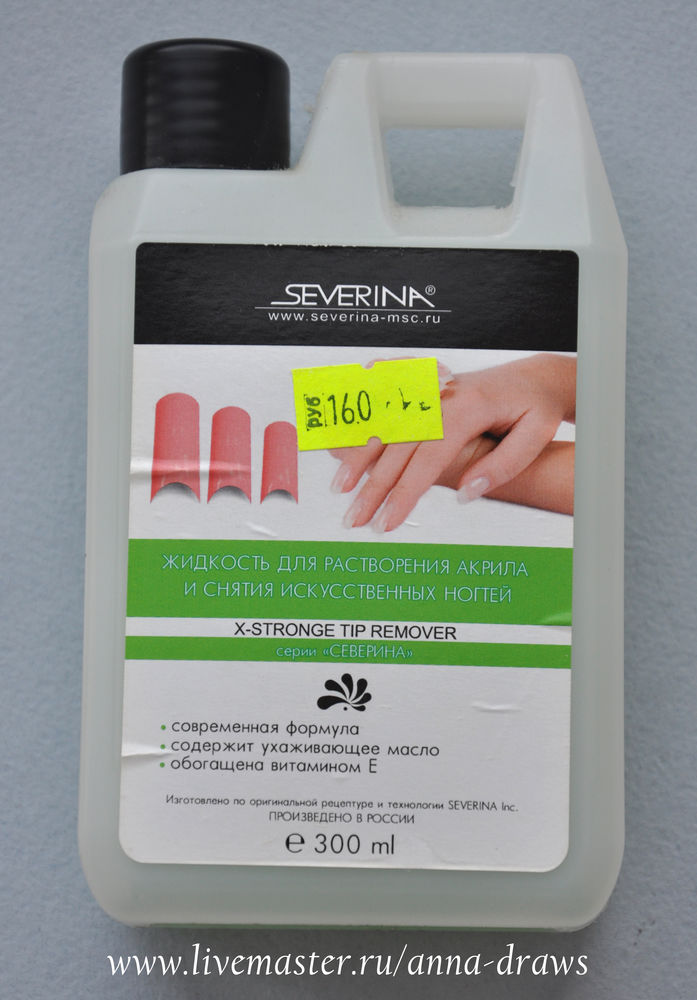 SEVERINA®
www.severina-msc.ru
руб 160
ЖИДКОСТЬ ДЛЯ РАСТВОРЕНИЯ АКРИЛА
И СНЯТИЯ ИСКУССТВЕННЫХ НОГТЕЙ
X-STRONGE TIP REMOVER
серии «СЕВЕРИНА»
• современная формула
• содержит ухаживающее масло
• обогащена витамином Е
Изготовлено по оригинальной рецептуре и технологии SEVERINA Inc.
ПРОИЗВЕДЕНО В РОССИИ
℮ 300 ml
www.livemaster.ru/anna-draws